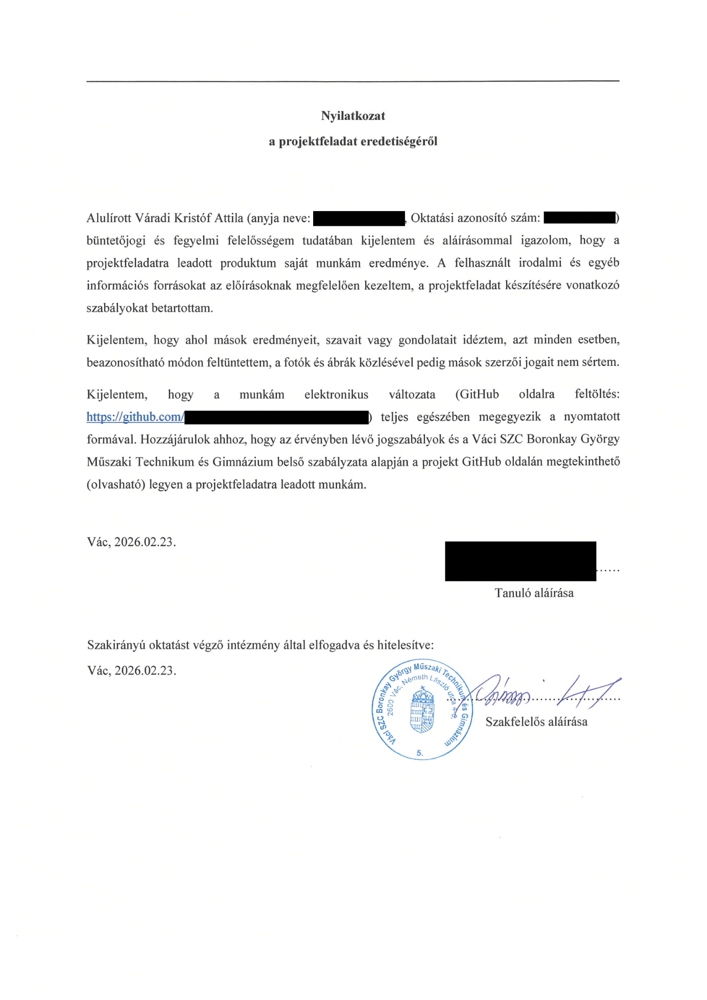 Nyilatkozat
a projektfeladat eredetiségéről
Alulírott Váradi Kristóf Attila (anyja neve: , Oktatási azonosító szám: )
büntetőjogi és fegyelmi felelősségem tudatában kijelentem és aláírásommal igazolom, hogy a
projektfeladatra leadott produktum saját munkám eredménye. A felhasznált irodalmi és egyéb
információs forrásokat az előírásoknak megfelelően kezeltem, a projektfeladat készítésére vonatkozó
szabályokat betartottam.
Kijelentem, hogy ahol mások eredményeit, szavait vagy gondolatait idéztem, azt minden esetben,
beazonosítható módon feltüntettem, a fotók és ábrák közlésével pedig mások szerzői jogait nem sértem.
Kijelentem, hogy a munkám elektronikus változata (GitHub oldalra feltöltés:
https://github.com/ ) teljes egészében megegyezik a nyomtatott
formával. Hozzájárulok ahhoz, hogy az érvényben lévő jogszabályok és a Váci SZC Boronkay György
Műszaki Technikum és Gimnázium belső szabályzata alapján a projekt GitHub oldalán megtekinthető
(olvasható) legyen a projektfeladatra leadott munkám.
Vác, 2026.02.23.
......
Tanuló aláírása
Szakirányú oktatást végző intézmény által elfogadva és hitelesítve:
Vác, 2026.02.23.
Váci SZC Boronkay György Műszaki Technikum és Gimnázium
2600 Vác, Németh László utca 4-6.
5.
Szakfelelős aláírása